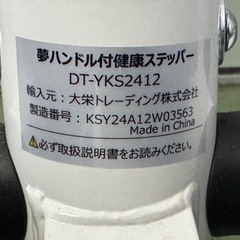 夢ハンドル付健康ステッパー
DT-YKS2412
輸入元：大栄トレーディング株式会社
製造番号：KSY24A12W03563
Made in China
必ず取扱説明書をお読みください。